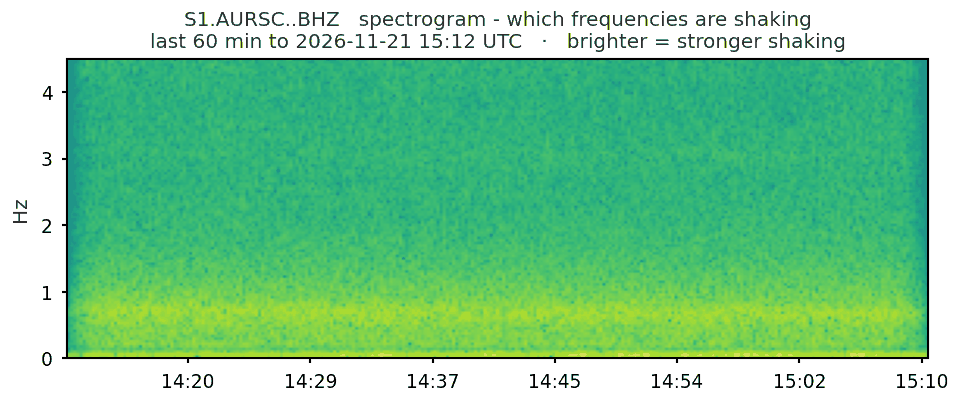 S1.AURSC..BHZ   spectrogram - which frequencies are shaking
last 60 min to 2026-11-21 15:12 UTC   ·   brighter = stronger shaking
4
3
2
1
0
Hz
14:20 14:29 14:37 14:45 14:54 15:02 15:10